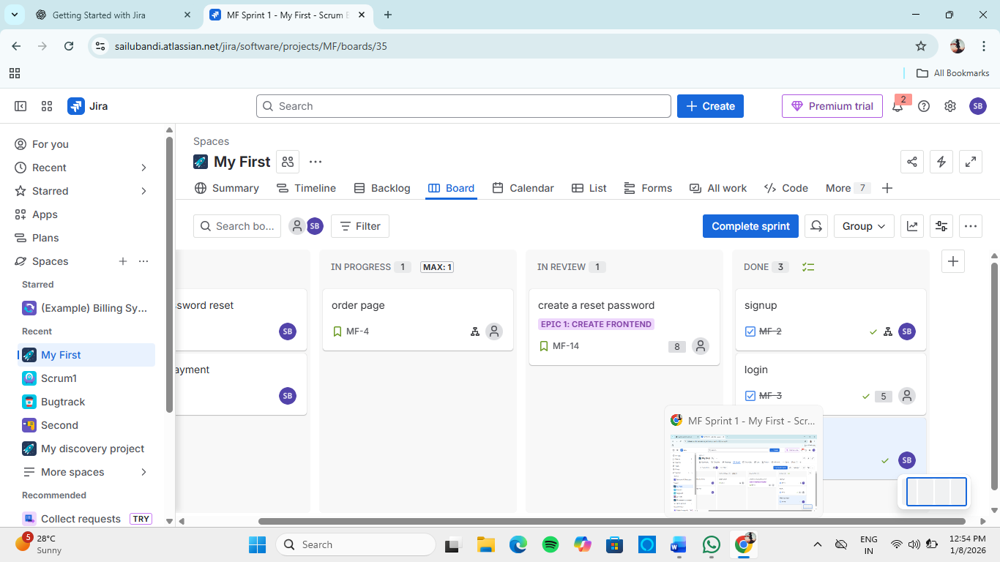 Getting Started with Jira
MF Sprint 1 - My First - Scrum B
sailubandi.atlassian.net/jira/software/projects/MF/boards/35
All Bookmarks
Jira
Search
Create
Premium trial
2
SB
For you
Recent
Starred
Apps
Plans
Spaces
Starred
(Example) Billing Sy...
Recent
My First
Scrum1
Bugtrack
Second
My discovery project
More spaces
Recommended
Collect requests TRY
Spaces
My First
Summary
Timeline
Backlog
Board
Calendar
List
Forms
All work
Code
More 7
Search bo...
SB
Filter
Complete sprint
Group
sword reset
SB
ayment
SB
IN PROGRESS 1 MAX: 1
order page
MF-4
IN REVIEW 1
create a reset password
EPIC 1: CREATE FRONTEND
MF-14 8
DONE 3
signup
MF-2 SB
login
MF-3 5
SB
MF Sprint 1 - My First - Scr...
5
28°C
Sunny
Search
ENG
IN
12:54 PM
1/8/2026